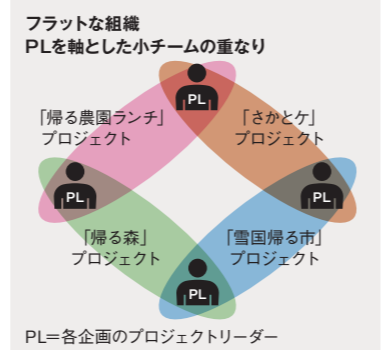 フラットな組織
PLを軸とした小チームの重なり
PL
「帰る農園ランチ」
プロジェクト
「さかとケ」
プロジェクト
PL
PL
「帰る森」
プロジェクト
「雪国帰る市」
プロジェクト
PL
PL=各企画のプロジェクトリーダー